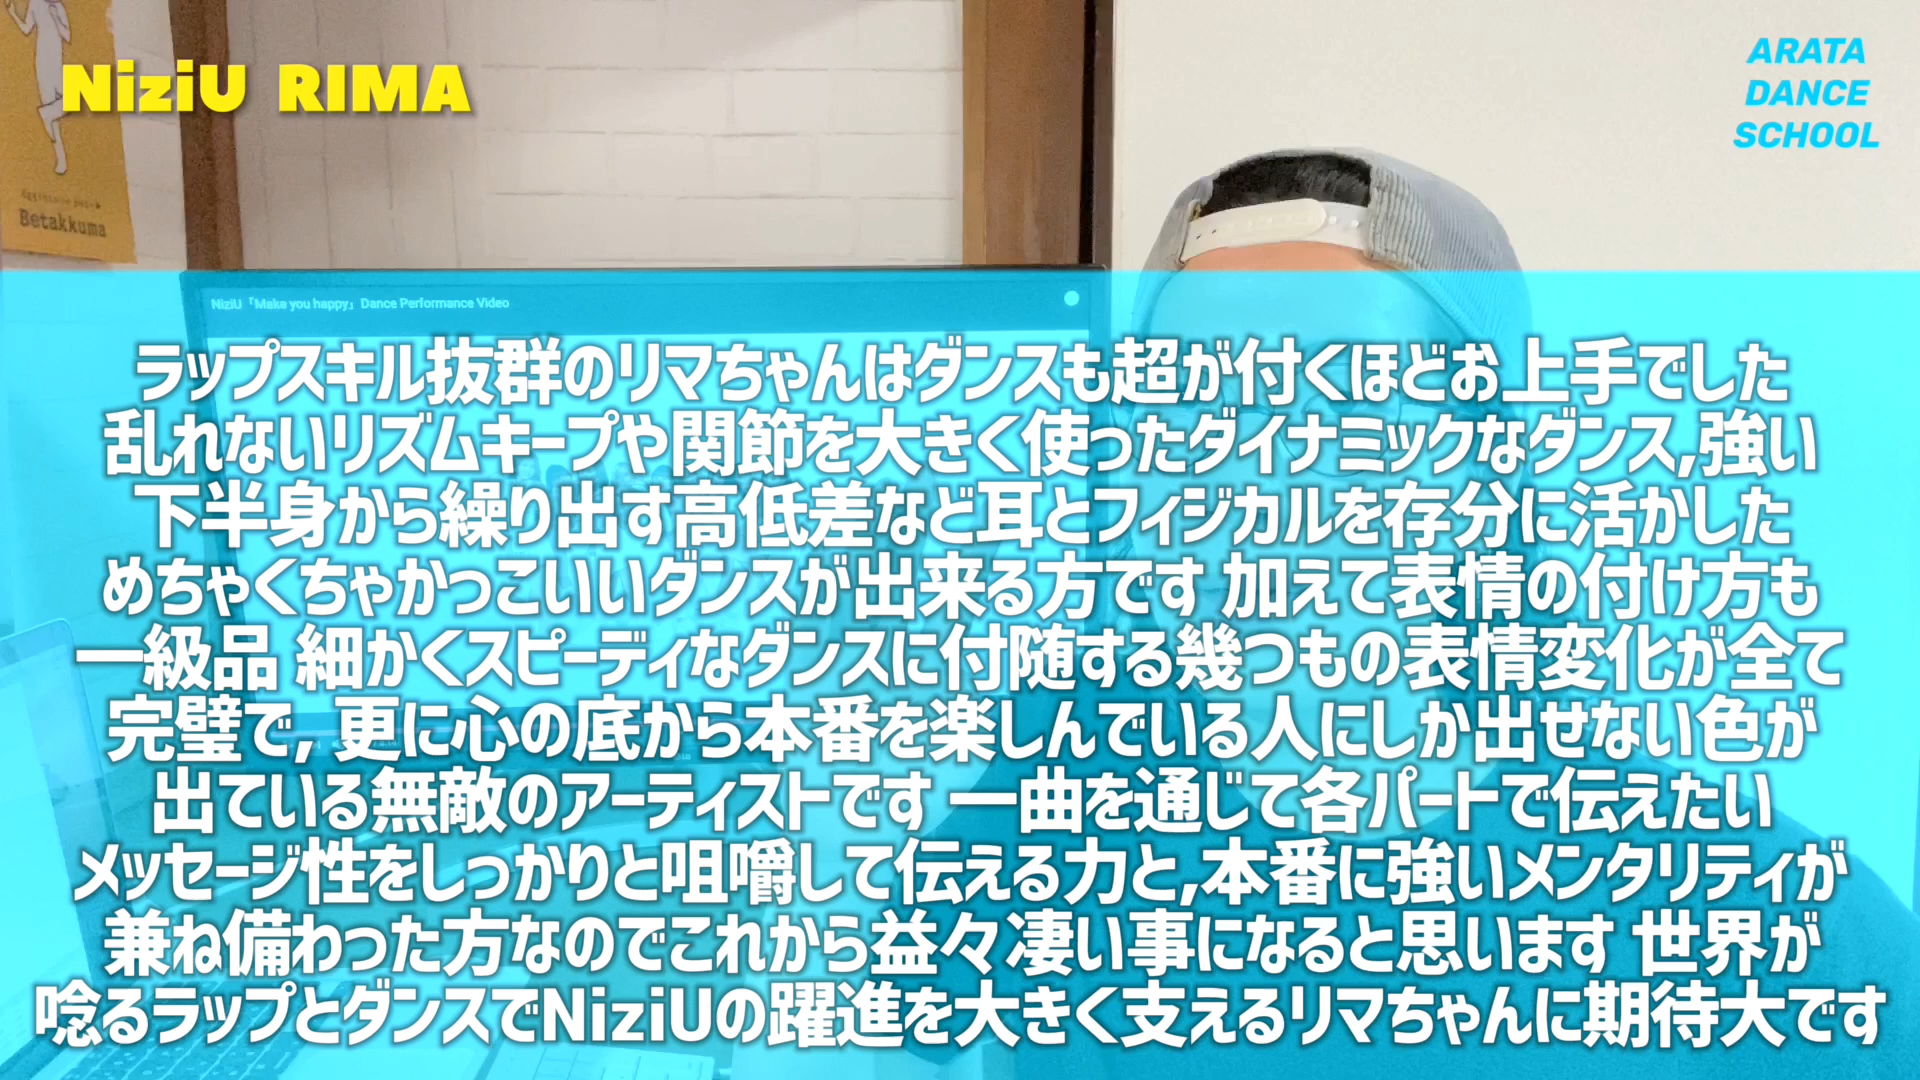 NiziU RIMA
ARATA
DANCE
SCHOOL
Betakkuma
NiziU「Make you happy」Dance Performance Video
ラップスキル抜群のリマちゃんはダンスも超が付くほどお上手でした
乱れないリズムキープや関節を大きく使ったダイナミックなダンス,強い
下半身から繰り出す高低差など耳とフィジカルを存分に活かした
めちゃくちゃかっこいいダンスが出来る方です 加えて表情の付け方も
一級品 細かくスピーディなダンスに付随する幾つもの表情変化が全て
完璧で, 更に心の底から本番を楽しんでいる人にしか出せない色が
出ている無敵のアーティストです 一曲を通じて各パートで伝えたい
メッセージ性をしっかりと咀嚼して伝える力と,本番に強いメンタリティが
兼ね備わった方なのでこれから益々凄い事になると思います 世界が
唸るラップとダンスでNiziUの躍進を大きく支えるリマちゃんに期待大です